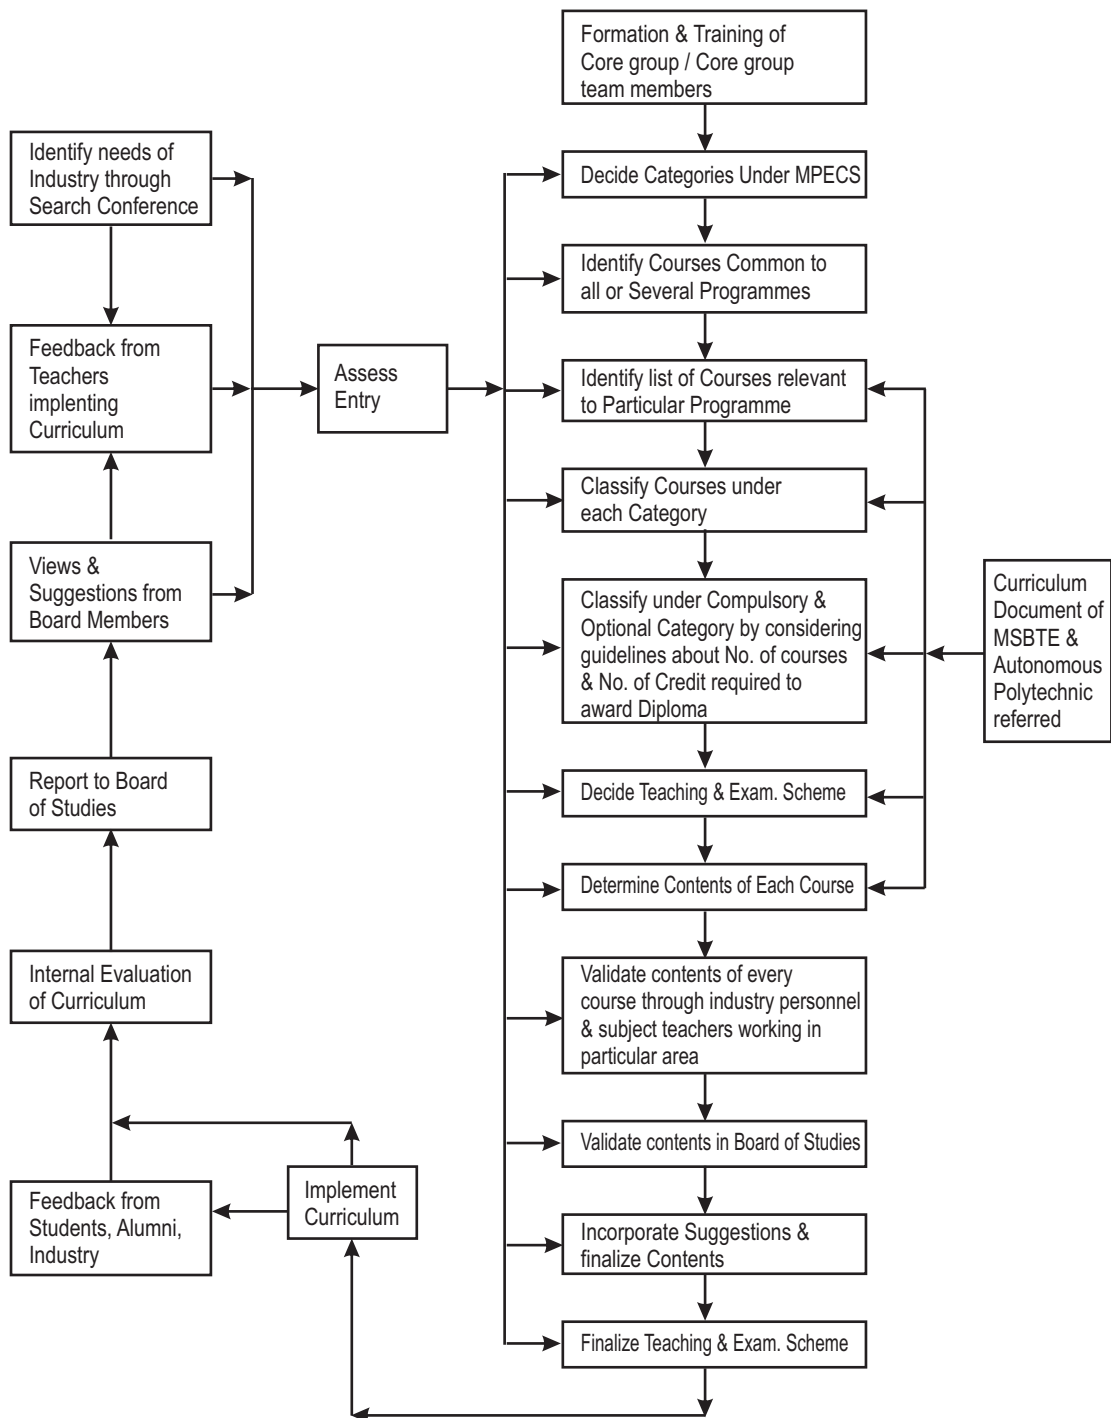 Formation & Training of
Core group / Core group
team members
Identify needs of
Industry through
Search Conference
Decide Categories Under MPECS
Identify Courses Common to
all or Several Programmes
Feedback from
Teachers
implenting
Curriculum
Assess
Entry
Identify list of Courses relevant
to Particular Programme
Classify Courses under
each Category
Views &
Suggestions from
Board Members
Classify under Compulsory &
Optional Category by considering
guidelines about No. of courses
& No. of Credit required to
award Diploma
Curriculum
Document of
MSBTE &
Autonomous
Polytechnic
referred
Report to Board
of Studies
Decide Teaching & Exam. Scheme
Determine Contents of Each Course
Internal Evaluation
of Curriculum
Validate contents of every
course through industry personnel
& subject teachers working in
particular area
Validate contents in Board of Studies
Feedback from
Students, Alumni,
Industry
Implement
Curriculum
Incorporate Suggestions &
finalize Contents
Finalize Teaching & Exam. Scheme